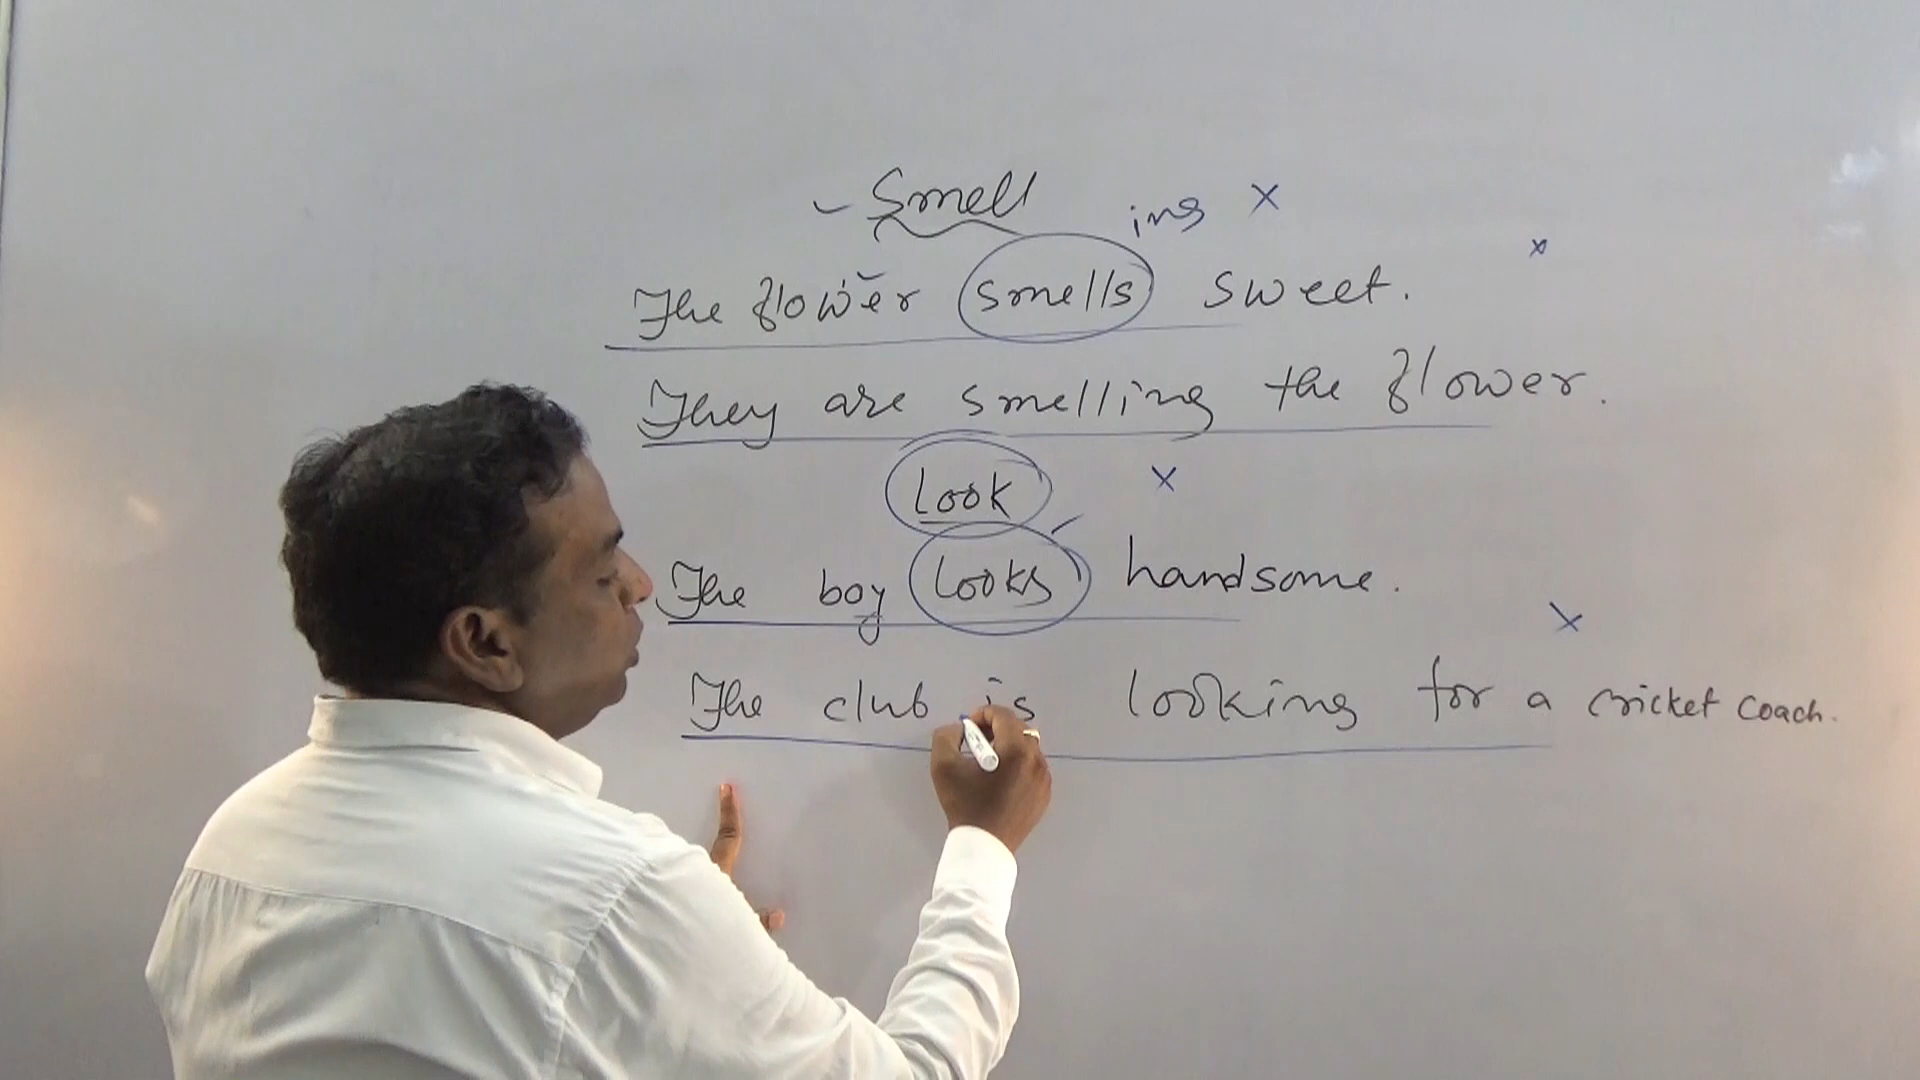 - Smell ing ×
The flower smells sweet. ×
They are smelling the flower.
Look ×
The boy looks handsome.
The club is looking for a cricket coach. ×